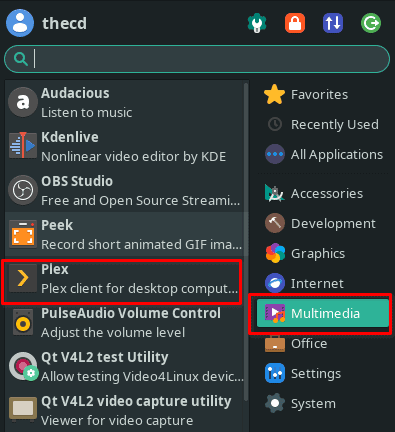 thecd
Audacious
Listen to music
Kdenlive
Nonlinear video editor by KDE
OBS Studio
Free and Open Source Streami...
Peek
Record short animated GIF ima...
Plex
Plex client for desktop comput...
PulseAudio Volume Control
Adjust the volume level
Qt V4L2 test Utility
Allow testing Video4Linux devic...
Qt V4L2 video capture utility
Viewer for video capture
Favorites
Recently Used
All Applications
Accessories
Development
Graphics
Internet
Multimedia
Office
Settings
System